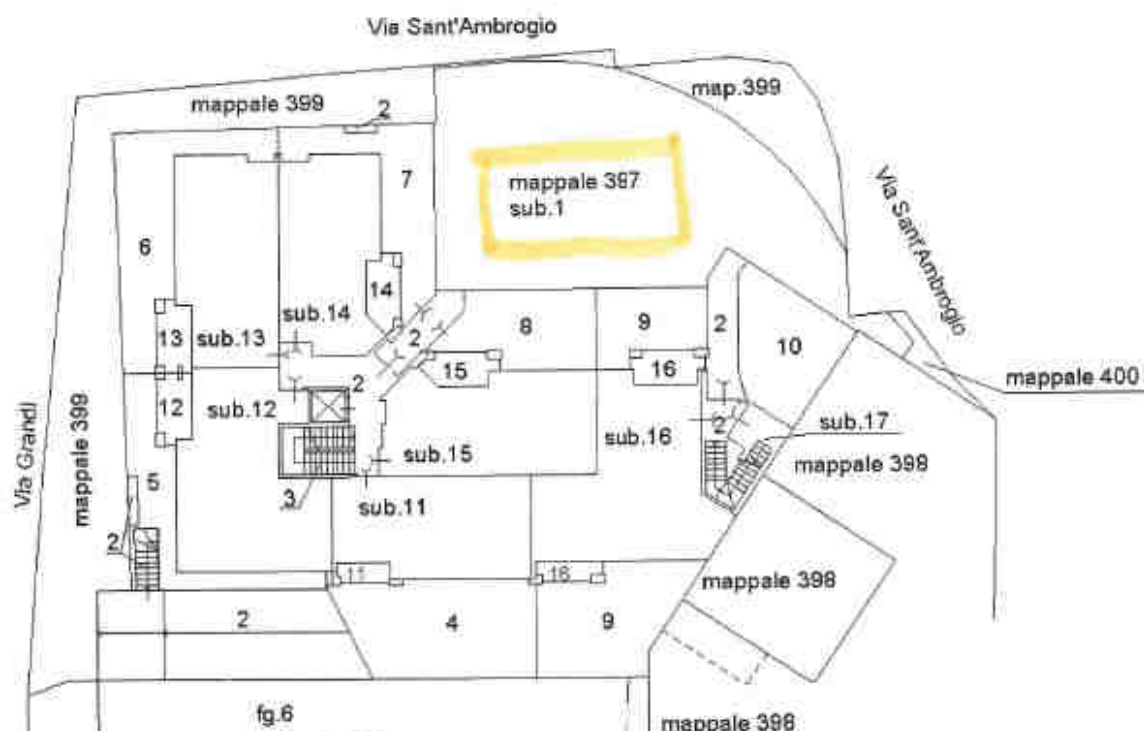 Via Sant'Ambrogio
mappale 399
2
map.399
7
mappale 397
sub.1
Via Sant'Ambrogio
6
14
sub.14
2
8
9
2
10
13
sub.13
15
16
mappale 400
12
sub.12
2
sub.15
sub.16
2
sub.17
mappale 398
Via Grandi
mappale 399
5
3
sub.11
2
11
16
mappale 398
2
4
9
fg.6
mappale 398